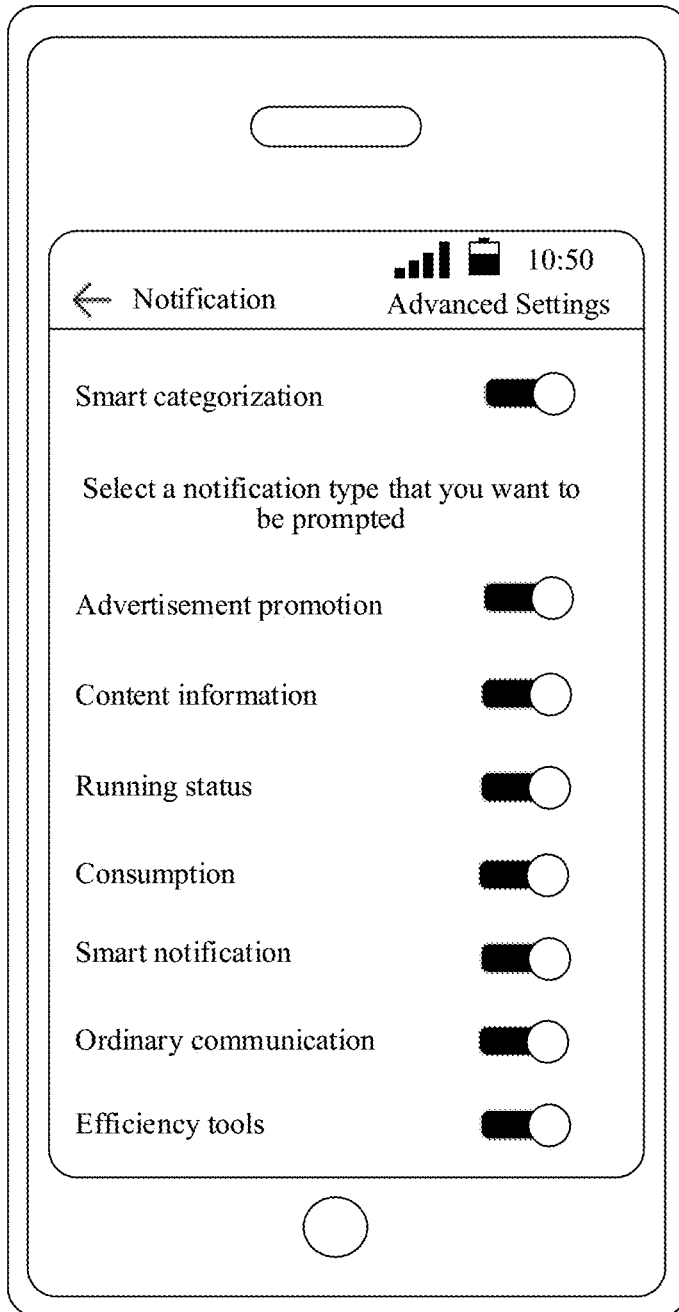 10:50
Notification Advanced Settings
Smart categorization
Select a notification type that you want to
be prompted
Advertisement promotion
Content information
Running status
Consumption
Smart notification
Ordinary communication
Efficiency tools